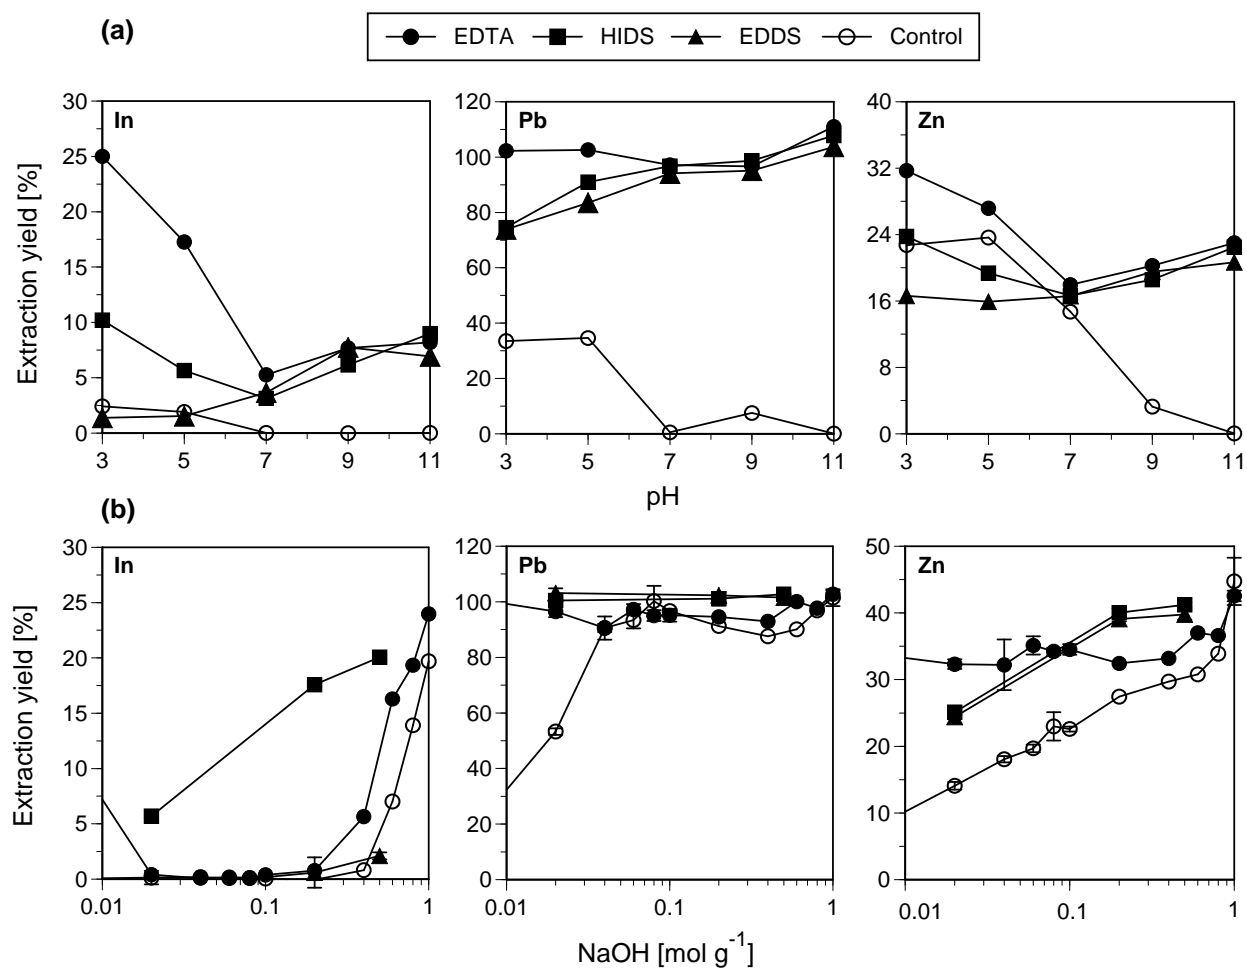 (a)
EDTA HIDS EDDS Control
Extraction yield [%]
In
30
25
20
15
10
5
0
3 5 7 9 11
Pb
120
100
80
60
40
20
0
3 5 7 9 11
Zn
40
32
24
16
8
0
3 5 7 9 11
pH
(b)
Extraction yield [%]
In
30
25
20
15
10
5
0
0.01 0.1 1
Pb
120
100
80
60
40
20
0
0.01 0.1 1
Zn
50
40
30
20
10
0
0.01 0.1 1
NaOH [mol g⁻¹]